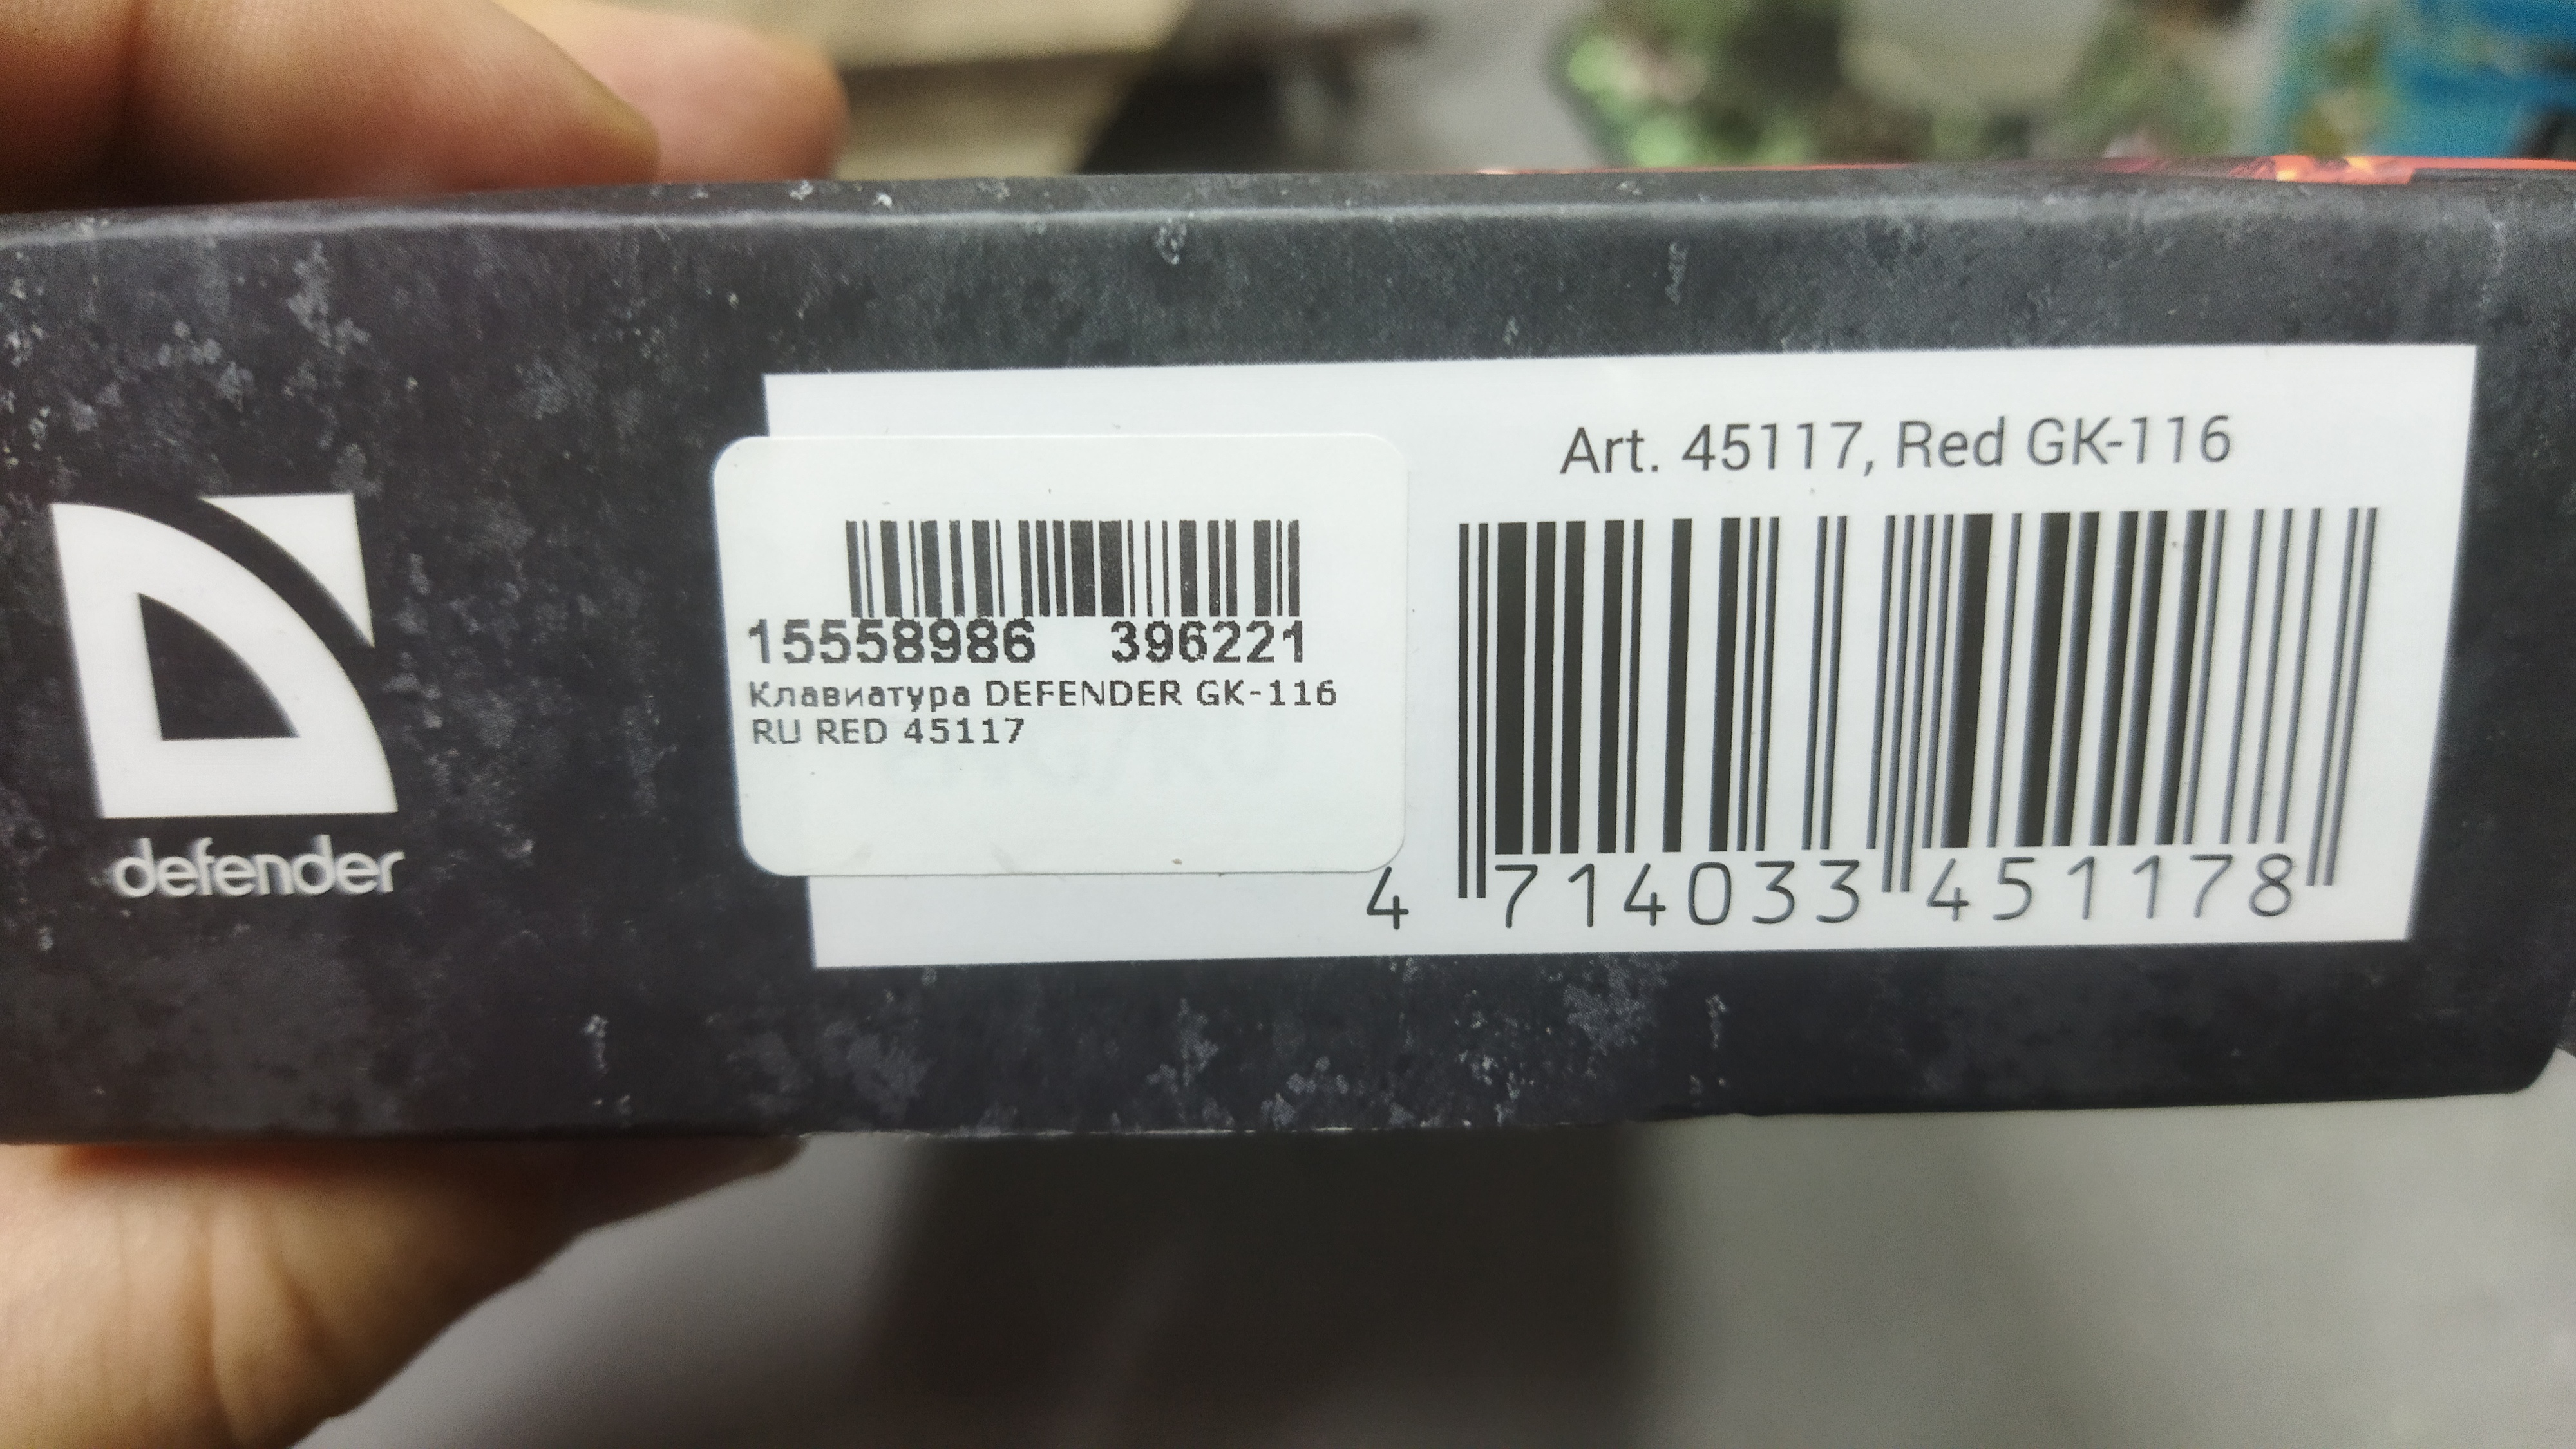 defender
15558986 396221
Клавиатура DEFENDER GK-116
RU RED 45117
Art. 45117, Red GK-116
4 714033 451178